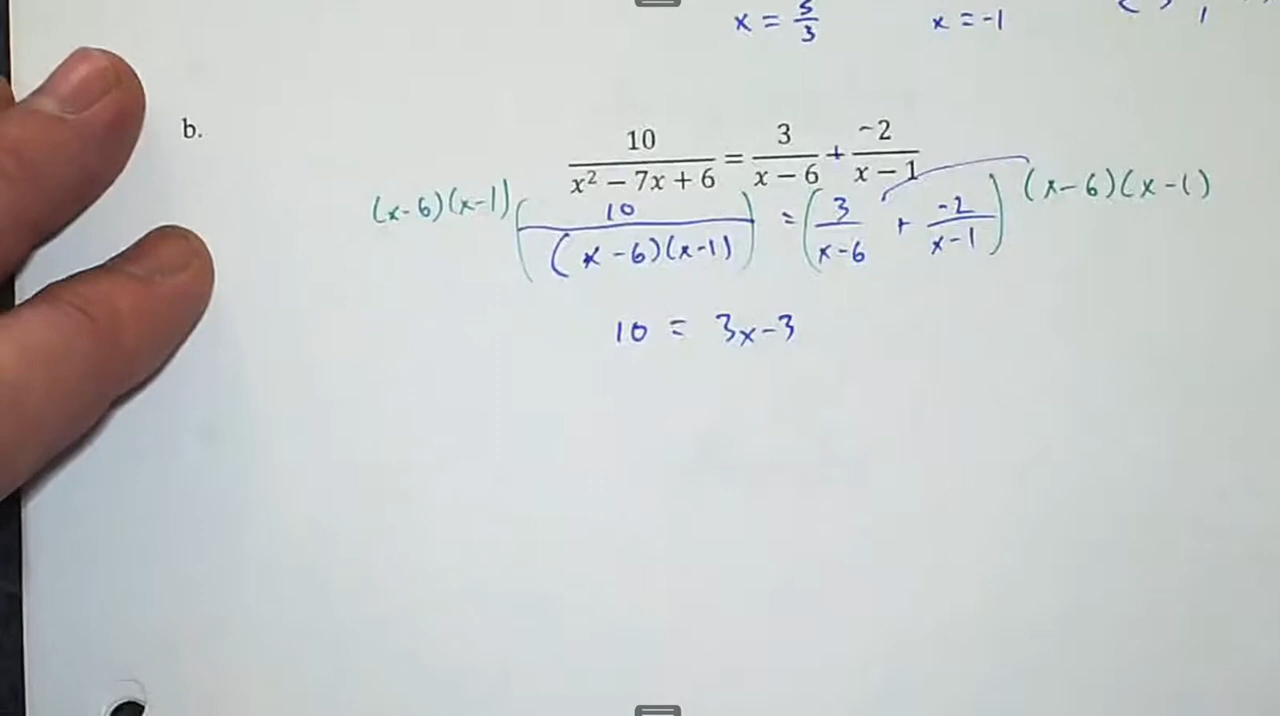 x = 5/3 x = -1
b. 10/(x² − 7x + 6) = 3/(x − 6) + -2/(x − 1)
(x-6)(x-1) (10/((x-6)(x-1))) = (3/(x-6) + -2/(x-1)) (x-6)(x-1)
10 = 3x-3